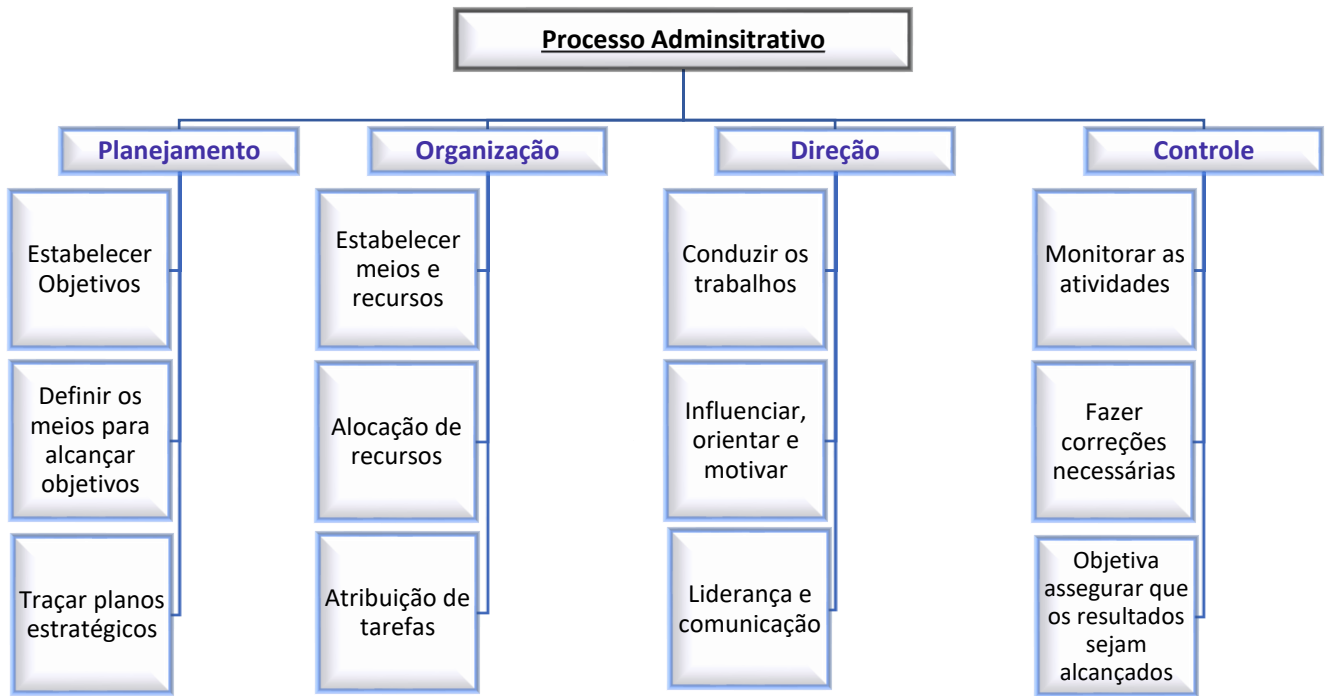 Processo Adminsitrativo
Planejamento
Organização
Direção
Controle
Estabelecer
Objetivos
Estabelecer
meios e
recursos
Conduzir os
trabalhos
Monitorar as
atividades
Definir os
meios para
alcançar
objetivos
Alocação de
recursos
Influenciar,
orientar e
motivar
Fazer
correções
necessárias
Traçar planos
estratégicos
Atribuição de
tarefas
Liderança e
comunicação
Objetiva
assegurar que
os resultados
sejam
alcançados